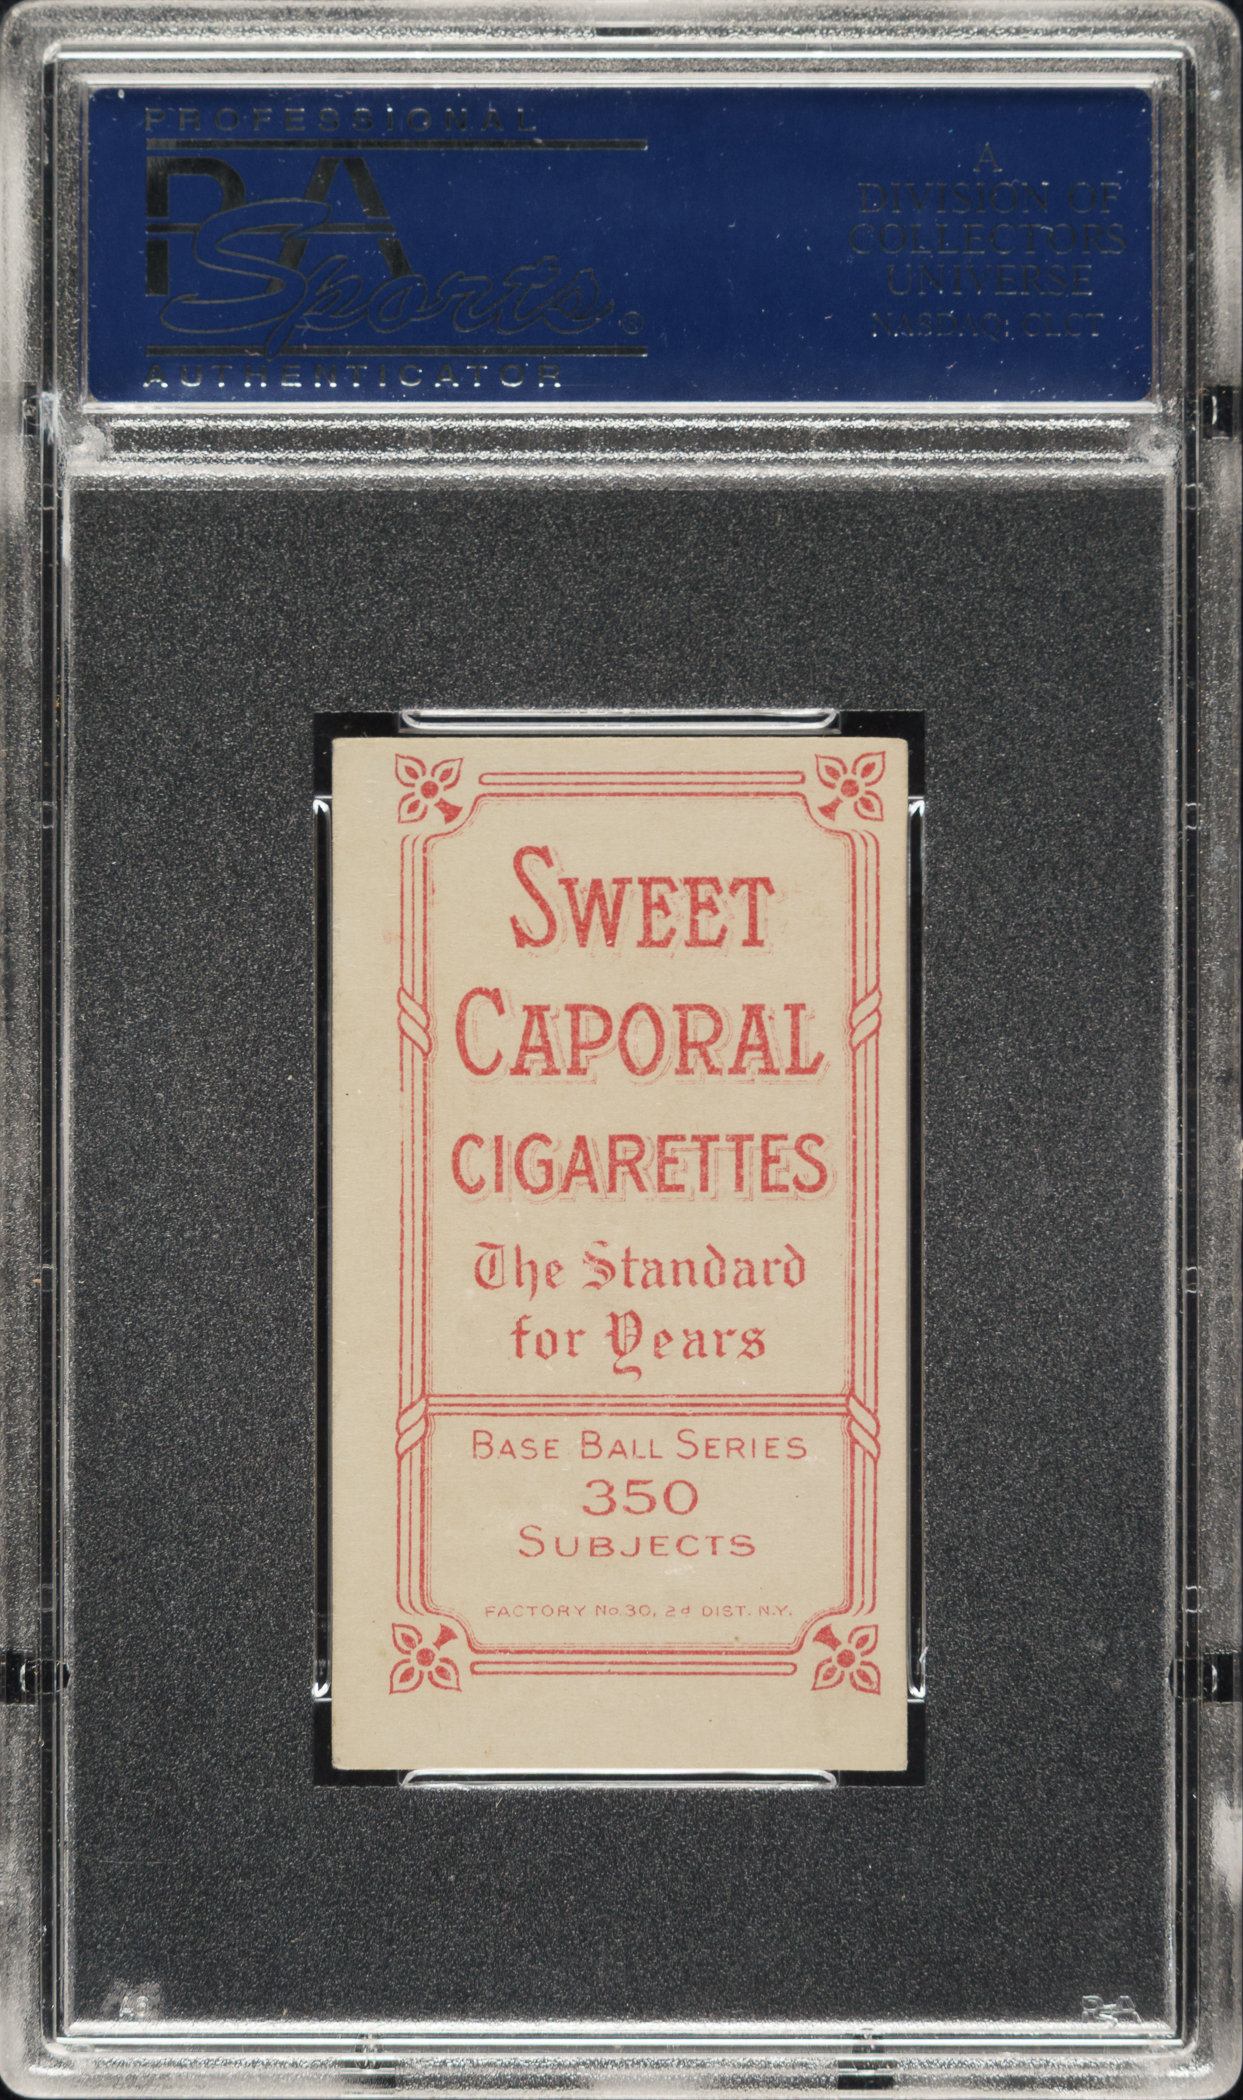 PROFESSIONAL
PSA
Sports®
AUTHENTICATOR
A
DIVISION OF
COLLECTORS
UNIVERSE
NASDAQ: CLCT
SWEET
CAPORAL
CIGARETTES
The Standard
for Years
BASE BALL SERIES
350
SUBJECTS
FACTORY No. 30, 2d DIST. N.Y.
PSA